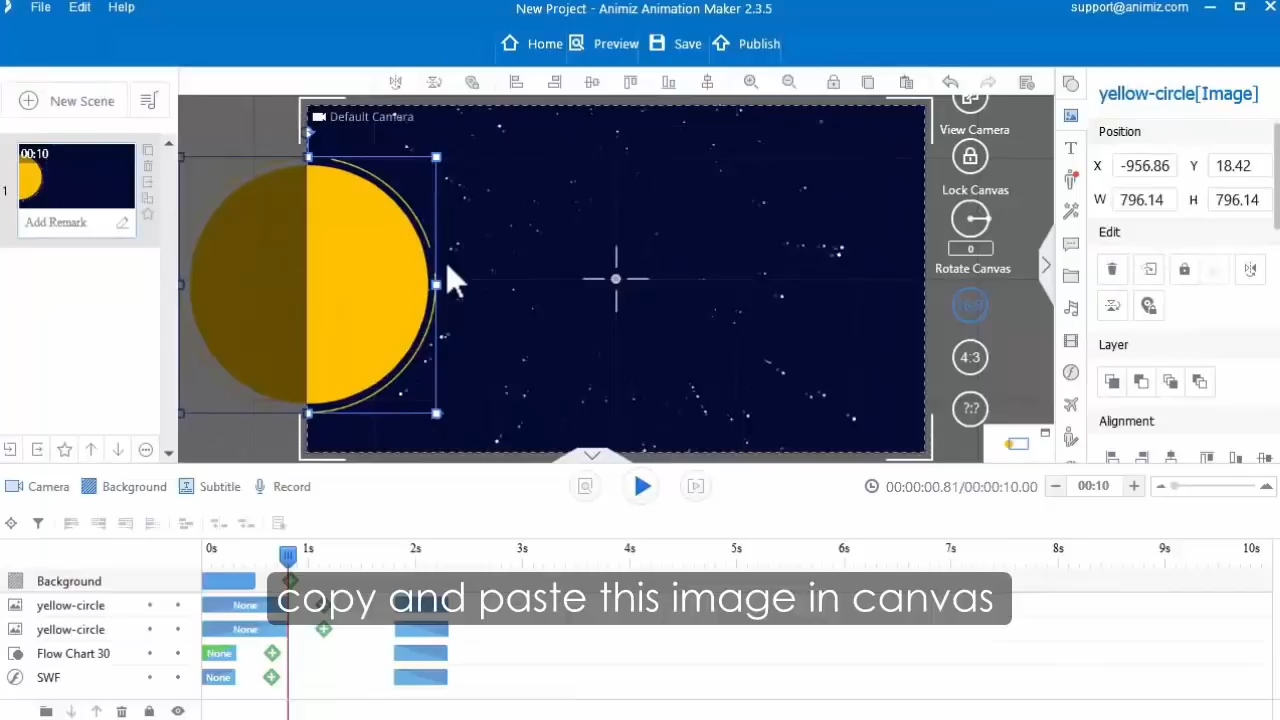 File Edit Help
New Project - Animiz Animation Maker 2.3.5
support@animiz.com
Home Preview Save Publish
New Scene
yellow-circle[Image]
Default Camera
View Camera
Position
00:10
X -956.86 Y 18.42
1
Lock Canvas
W 796.14 H 796.14
Add Remark
Edit
0
Rotate Canvas
16:9
Layer
4:3
?:?
Alignment
Camera Background Subtitle Record
00:00:00.81/00:00:10.00
00:10
0s 1s 2s 3s 4s 5s 6s 7s 8s 9s 10s
Background
copy and paste this image in canvas
yellow-circle None
yellow-circle None
Flow Chart 30 None
SWF None